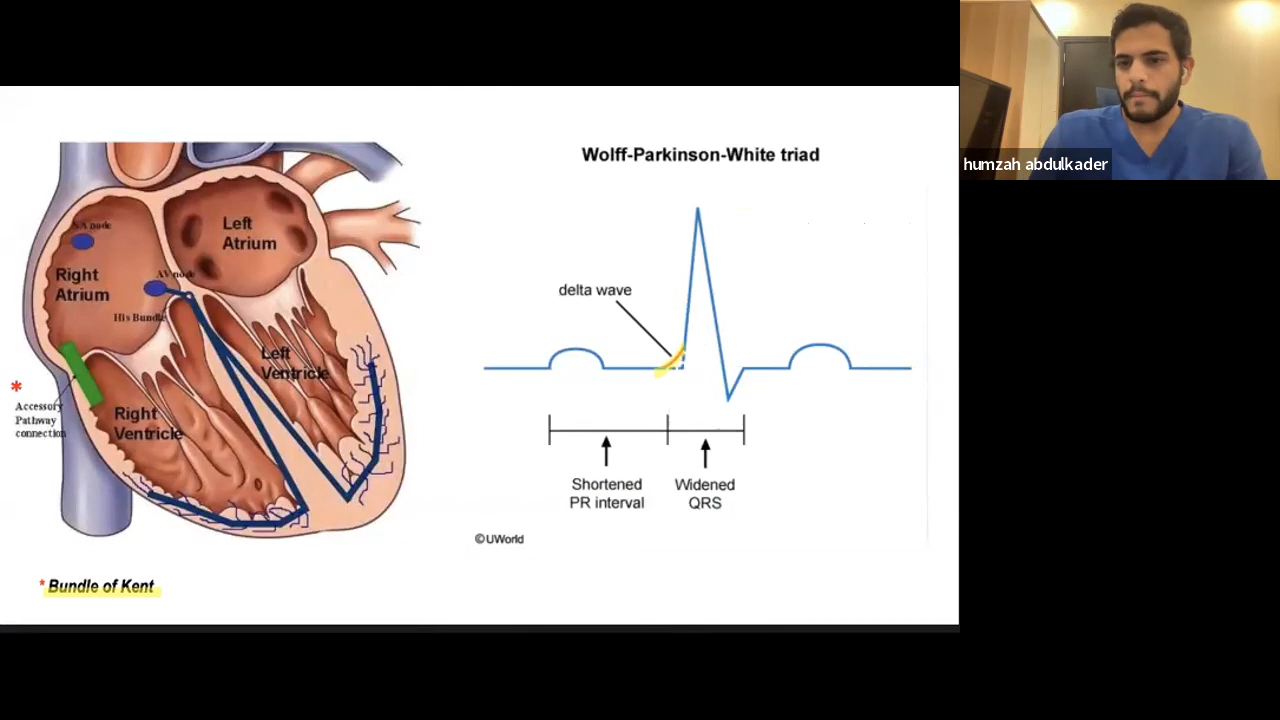 humzah abdulkader
Wolff-Parkinson-White triad
SA node
Left
Atrium
Right
Atrium
AV node
His Bundle
Left
Ventricle
*
Accessory
Pathway
connection
Right
Ventricle
delta wave
Shortened
PR interval
Widened
QRS
©UWorld
* Bundle of Kent